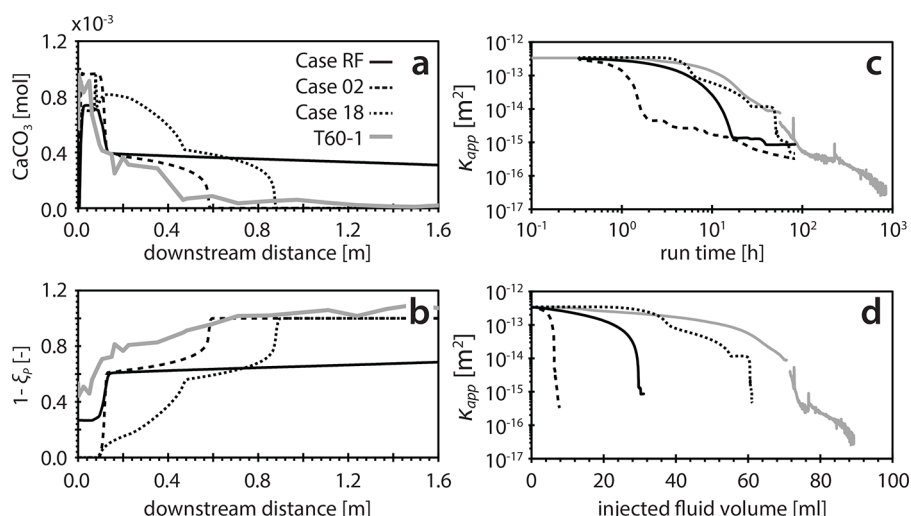 x10⁻³
1.2
0.8
0.4
0.0
CaCO₃ [mol]
Case RF
Case 02
Case 18
T60-1
a
0.0 0.4 0.8 1.2 1.6
downstream distance [m]
10⁻¹²
10⁻¹³
10⁻¹⁴
10⁻¹⁵
10⁻¹⁶
10⁻¹⁷
κapp [m²]
c
10⁻¹ 10⁰ 10¹ 10² 10³
run time [h]
1.2
0.8
0.4
0.0
1- ξP [-]
b
0.0 0.4 0.8 1.2 1.6
downstream distance [m]
10⁻¹²
10⁻¹³
10⁻¹⁴
10⁻¹⁵
10⁻¹⁶
10⁻¹⁷
κapp [m²]
d
0 20 40 60 80 100
injected fluid volume [ml]